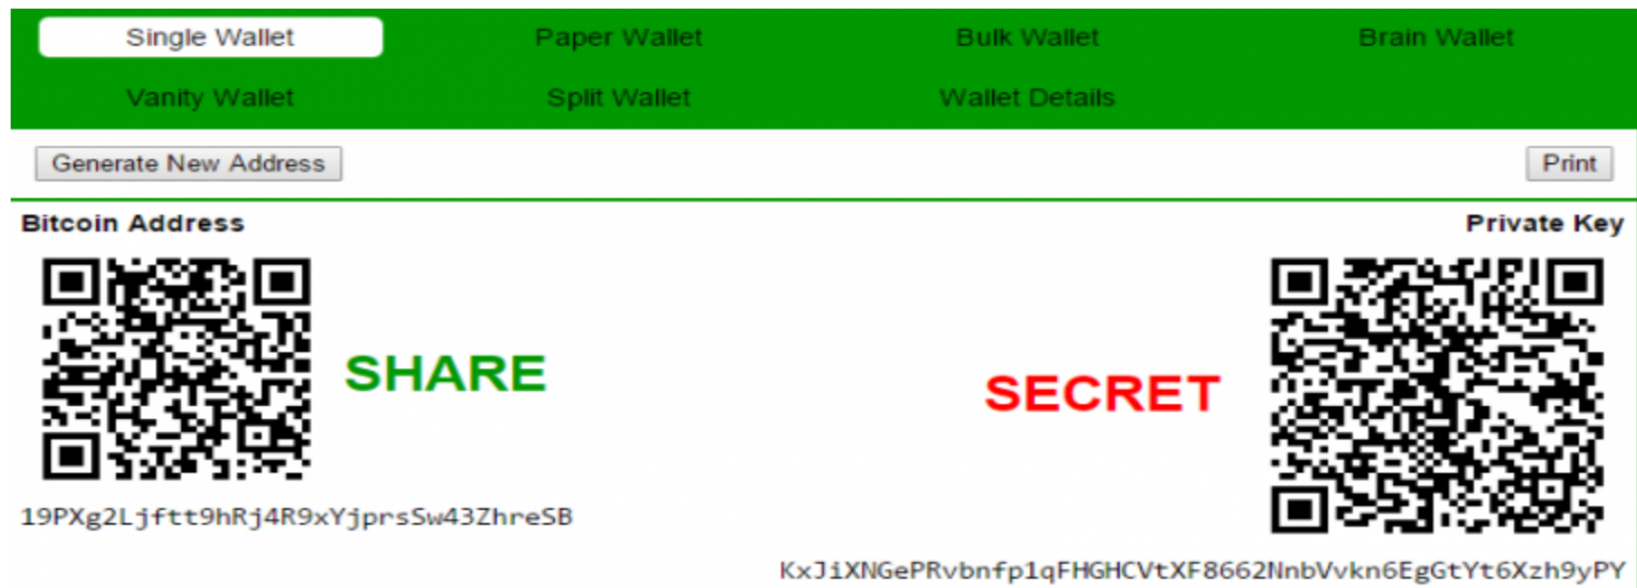 Single Wallet Paper Wallet Bulk Wallet Brain Wallet
Vanity Wallet Split Wallet Wallet Details
Generate New Address Print
Bitcoin Address Private Key
SHARE
SECRET
19PXg2Ljftt9hRj4R9xYjprsSw43ZhreSB
KxJiXNGePRvbnfp1qFHGHCVtXF8662NnbVvkn6EgGtYt6Xzh9yPY